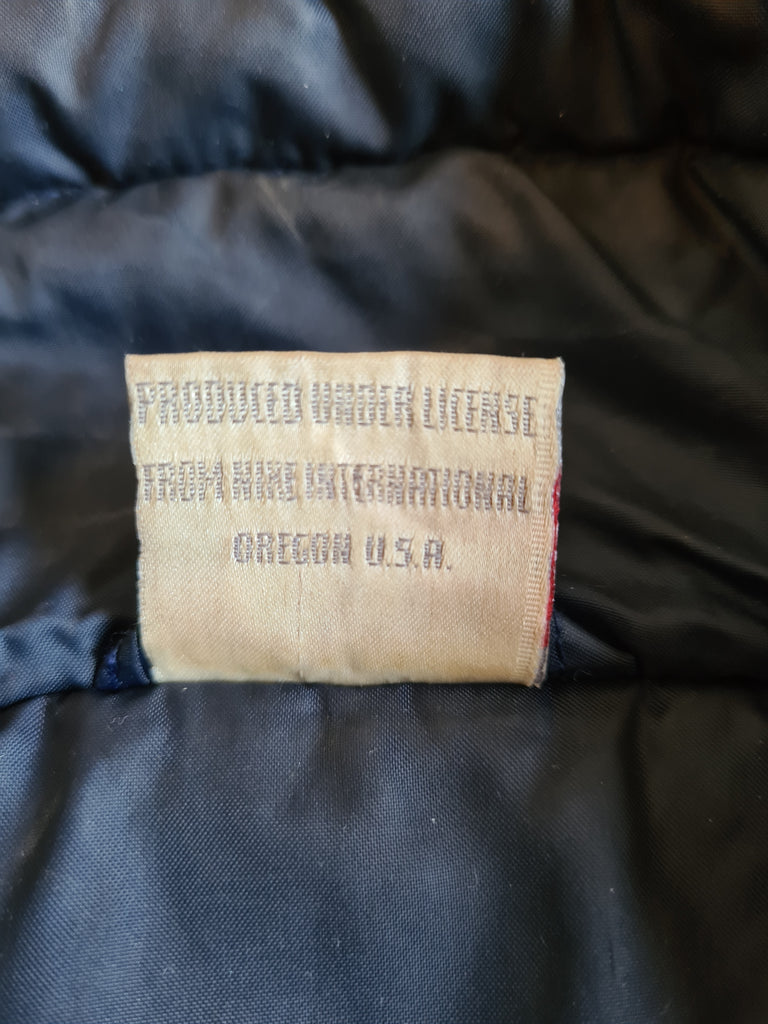 PRODUCED UNDER LICENSE
FROM NIKE INTERNATIONAL
OREGON U.S.A.